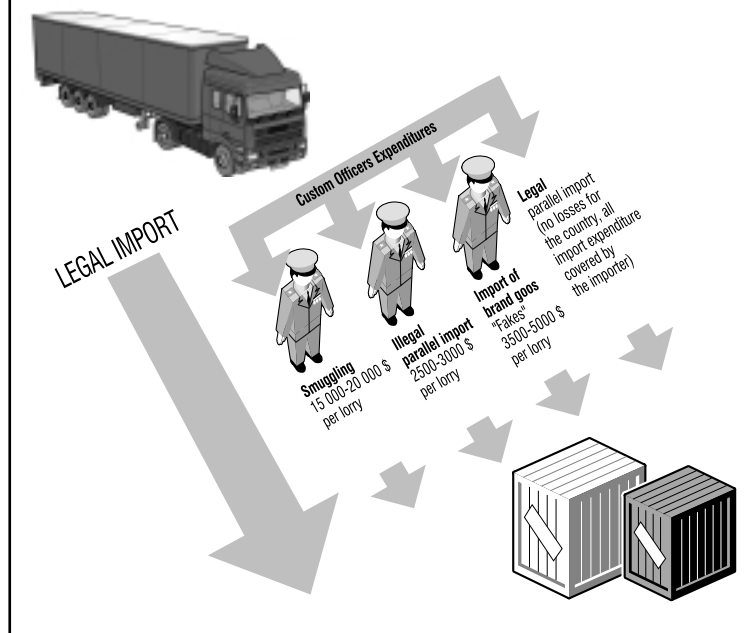 LEGAL IMPORT
Custom Officers Expenditures
Smuggling
15 000-20 000 $
per lorry
Illegal
parallel import
2500-3000 $
per lorry
Import of
brand goos
"Fakes"
3500-5000 $
per lorry
Legal
parallel import
(no losses for
the country, all
import expenditure
covered by
the importer)